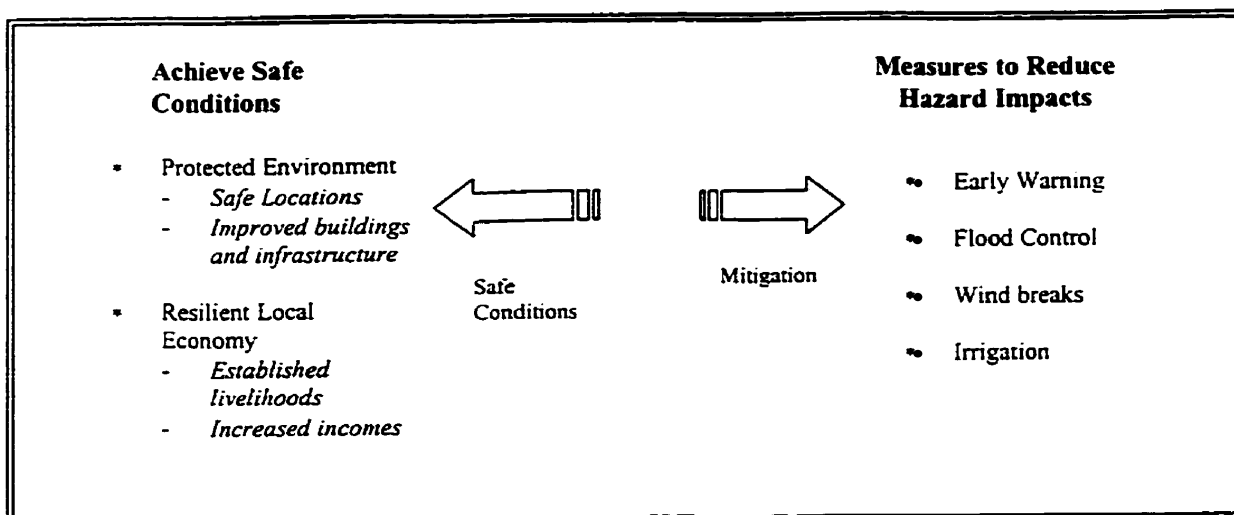 Achieve Safe
Conditions
* Protected Environment
- Safe Locations
- Improved buildings
and infrastructure
* Resilient Local
Economy
- Established
livelihoods
- Increased incomes
Safe
Conditions
Mitigation
Measures to Reduce
Hazard Impacts
• Early Warning
• Flood Control
• Wind breaks
• Irrigation